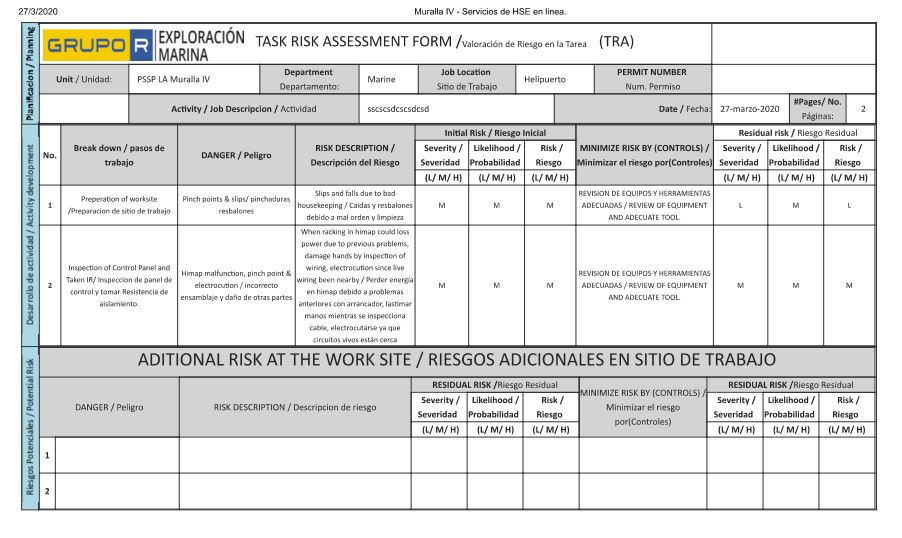 27/3/2020
Muralla IV - Servicios de HSE en linea.
Planificacion / Planning
GRUPO R
EXPLORACIÓN
MARINA
TASK RISK ASSESSMENT FORM /Valoración de Riesgo en la Tarea (TRA)
Unit / Unidad:
PSSP LA Muralla IV
Department
Departamento:
Marine
Job Location
Sitio de Trabajo
Helipuerto
PERMIT NUMBER
Num. Permiso
Activity / Job Descripcion / Actividad
sscscsdcscsdcsd
Date / Fecha:
27-marzo-2020
#Pages/ No.
Páginas:
2
Desarrollo de actividad / Activity development
No.
Break down / pasos de
trabajo
DANGER / Peligro
RISK DESCRIPTION /
Descripción del Riesgo
Initial Risk / Riesgo Inicial
Severity /
Severidad
(L/ M/ H)
Likelihood /
Probabilidad
(L/ M/ H)
Risk /
Riesgo
(L/ M/ H)
MINIMIZE RISK BY (CONTROLS) /
Minimizar el riesgo por(Controles)
Residual risk / Riesgo Residual
Severity /
Severidad
(L/ M/ H)
Likelihood /
Probabilidad
(L/ M/ H)
Risk /
Riesgo
(L/ M/ H)
1
Preperation of worksite
/Preparacion de sitio de trabajo
Pinch points & slips/ pinchaduras
resbalones
Slips and falls due to bad
housekeeping / Caidas y resbalones
debido a mal orden y limpieza
M
M
M
REVISION DE EQUIPOS Y HERRAMIENTAS
ADECUADAS / REVIEW OF EQUIPMENT
AND ADECUATE TOOL.
L
M
L
2
Inspection of Control Panel and
Taken IR/ Inspeccion de panel de
control y tomar Resistencia de
aislamiento.
Himap malfunction, pinch point &
electrocution / incorrecto
ensamblaje y daño de otras partes
When racking in himap could loss
power due to previous problems,
damage hands by inspection of
wiring, electrocution since live
wiring been nearby / Perder energía
en himap debido a problemas
anteriores con arrancador, lastimar
manos mientras se inspecciona
cable, electrocutarse ya que
circuitos vivos están cerca
M
M
M
REVISION DE EQUIPOS Y HERRAMIENTAS
ADECUADAS / REVIEW OF EQUIPMENT
AND ADECUATE TOOL.
M
M
M
Riesgos Potenciales / Potential Risk
ADITIONAL RISK AT THE WORK SITE / RIESGOS ADICIONALES EN SITIO DE TRABAJO
DANGER / Peligro
RISK DESCRIPTION / Descripcion de riesgo
RESIDUAL RISK /Riesgo Residual
Severity /
Severidad
(L/ M/ H)
Likelihood /
Probabilidad
(L/ M/ H)
Risk /
Riesgo
(L/ M/ H)
MINIMIZE RISK BY (CONTROLS) /
Minimizar el riesgo
por(Controles)
RESIDUAL RISK /Riesgo Residual
Severity /
Severidad
(L/ M/ H)
Likelihood /
Probabilidad
(L/ M/ H)
Risk /
Riesgo
(L/ M/ H)
1
2